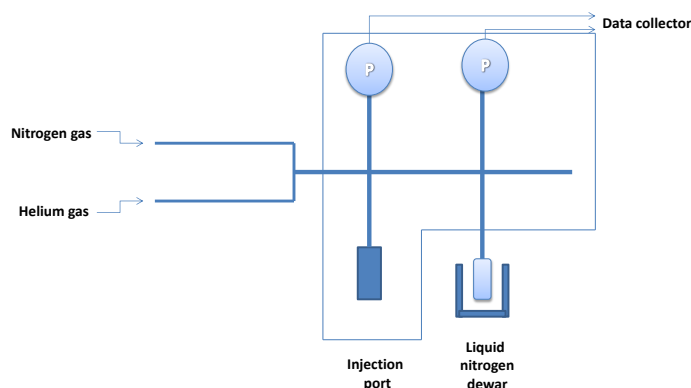 P
P
Data collector
Nitrogen gas
Helium gas
Injection
port
Liquid
nitrogen
dewar